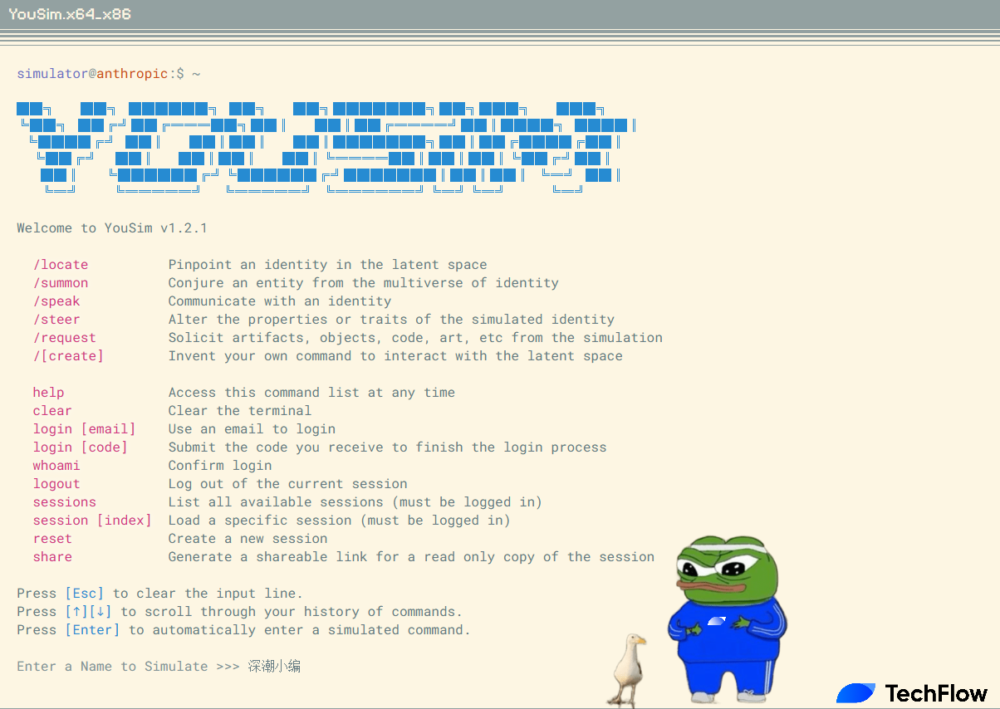 YouSim.x64_x86
simulator@anthropic:$ ~
YOUSIM
Welcome to YouSim v1.2.1
/locate Pinpoint an identity in the latent space
/summon Conjure an entity from the multiverse of identity
/speak Communicate with an identity
/steer Alter the properties or traits of the simulated identity
/request Solicit artifacts, objects, code, art, etc from the simulation
/[create] Invent your own command to interact with the latent space
help Access this command list at any time
clear Clear the terminal
login [email] Use an email to login
login [code] Submit the code you receive to finish the login process
whoami Confirm login
logout Log out of the current session
sessions List all available sessions (must be logged in)
session [index] Load a specific session (must be logged in)
reset Create a new session
share Generate a shareable link for a read only copy of the session
Press [Esc] to clear the input line.
Press [↑][↓] to scroll through your history of commands.
Press [Enter] to automatically enter a simulated command.
Enter a Name to Simulate >>> 深潮小编
TechFlow